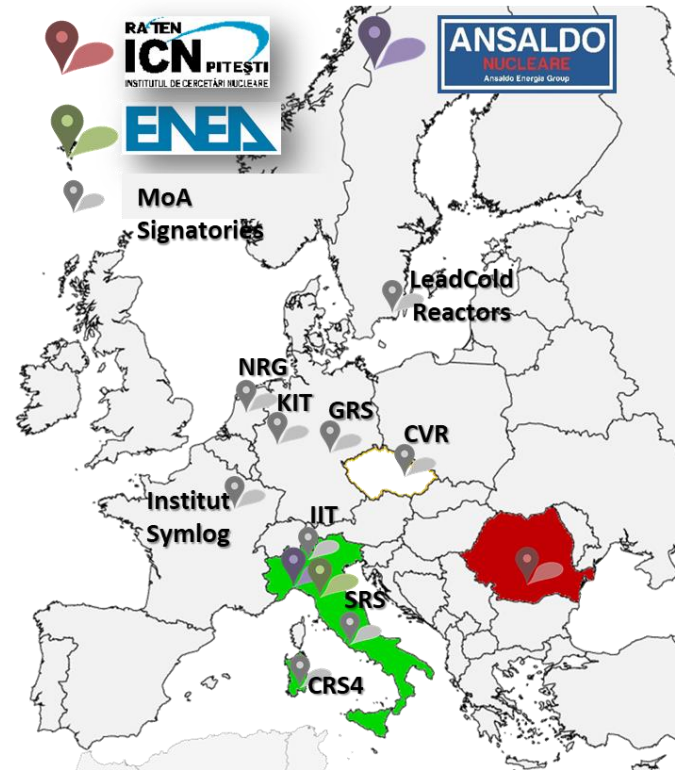 RATEN
ICN PITEȘTI
INSTITUTUL DE CERCETĂRI NUCLEARE
ANSALDO
NUCLEARE
Ansaldo Energia Group
ENEA
MoA
Signatories
LeadCold
Reactors
NRG
KIT
GRS
CVR
Institut
Symlog
IIT
SRS
CRS4